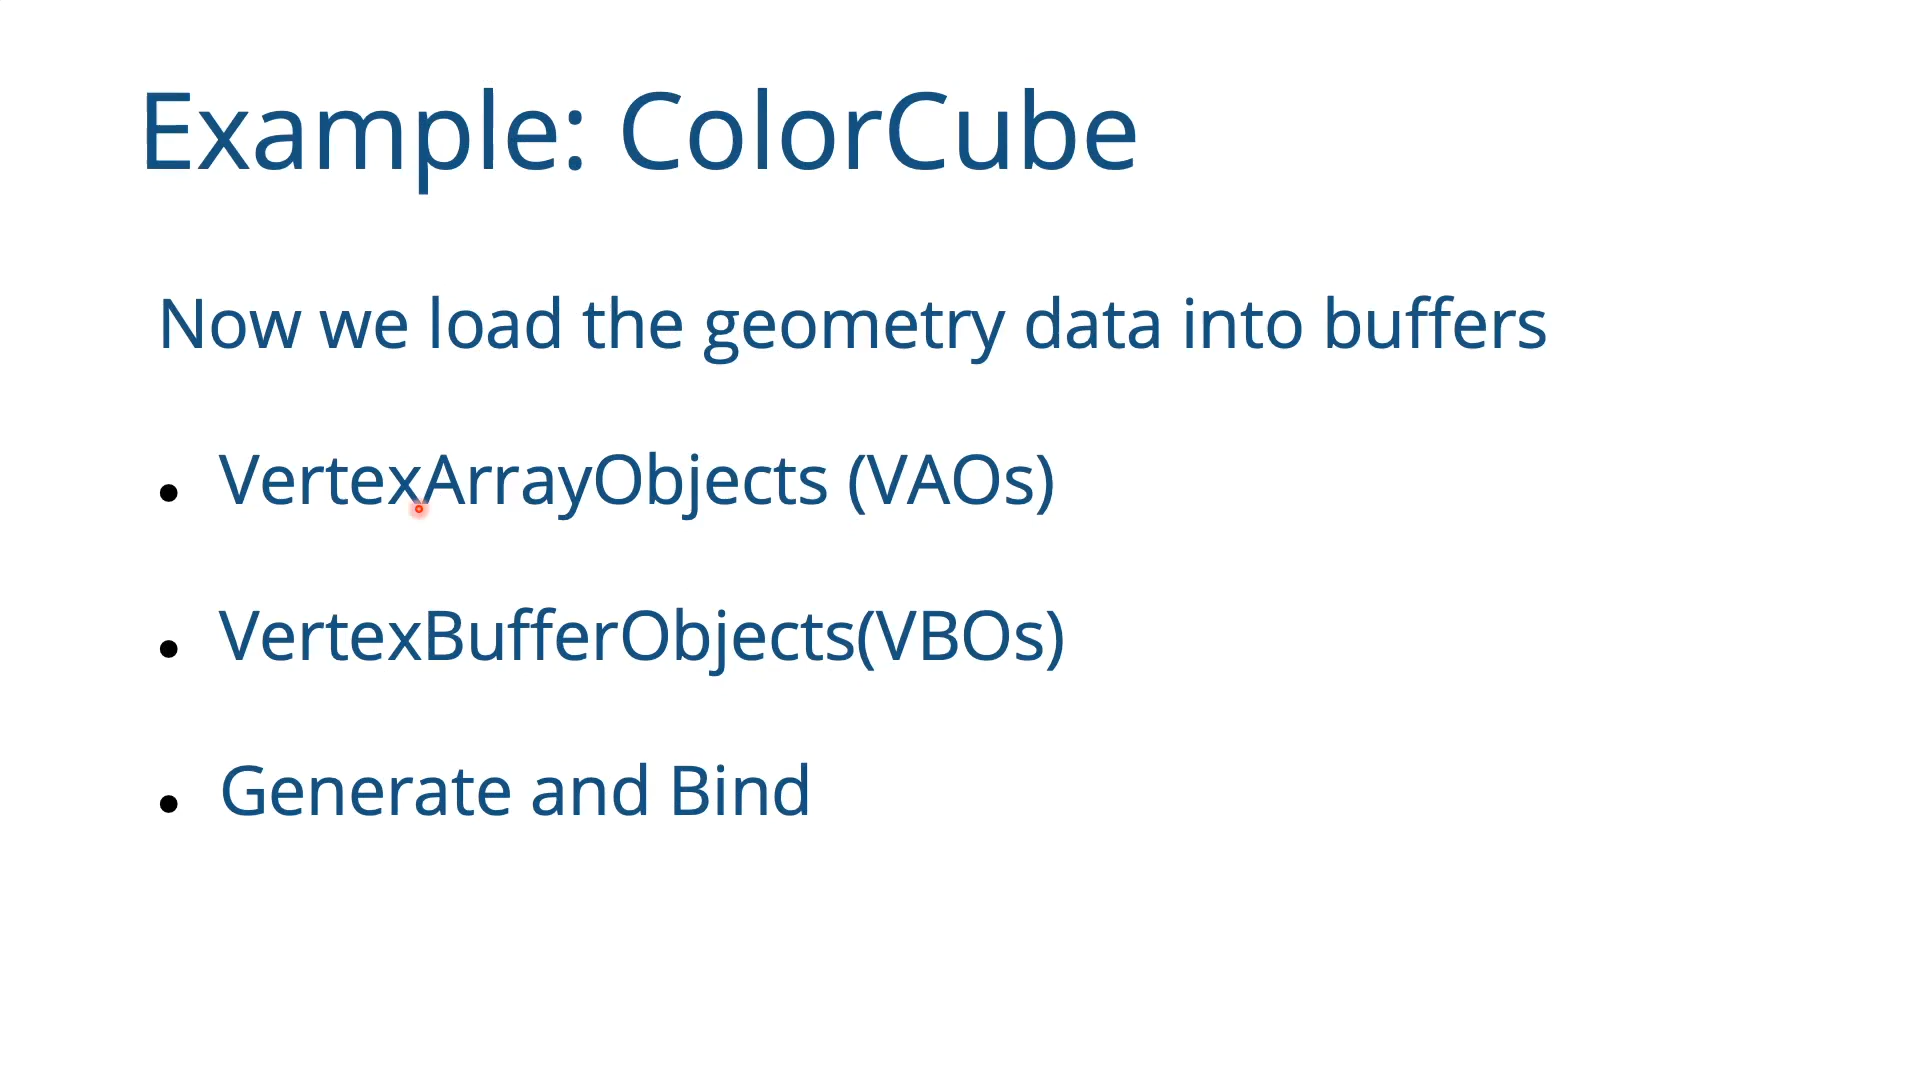 Example: ColorCube
Now we load the geometry data into buffers
• VertexArrayObjects (VAOs)
• VertexBufferObjects(VBOs)
• Generate and Bind